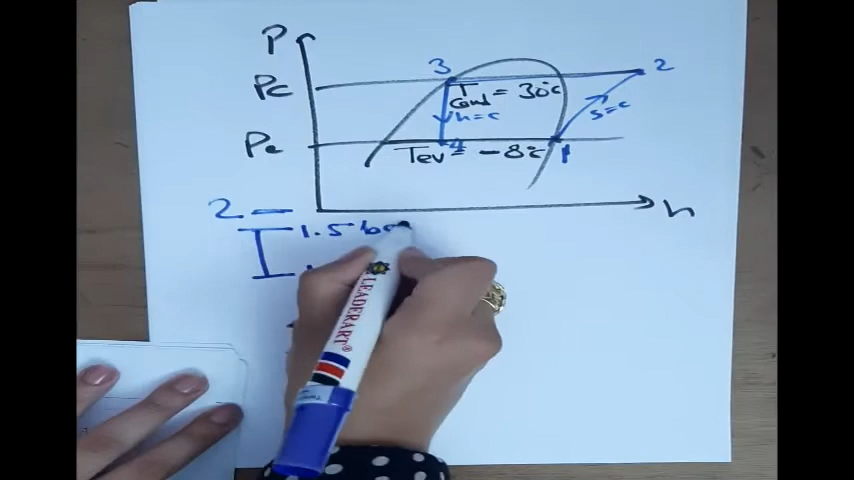 P
3
2
Pc
Tcond = 30°c
s=c
h=c
Pe
4
Tev = -8°c
1
h
2 —
1.5 ba
LEADERART